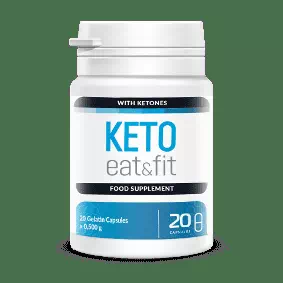 WITH KETONES
KETO
eat&fit
FOOD SUPPLEMENT
20 Gelatin Capsules
20
CAPSULES
0,500 g